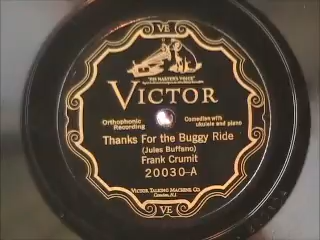 VE
"HIS MASTER'S VOICE"
VICTOR
Orthophonic
Recording
Comedian with
ukulele and piano
Thanks For the Buggy Ride
(Jules Buffano)
Frank Crumit
20030-A
VICTOR TALKING MACHINE CO.
Camden, N.J.
VE